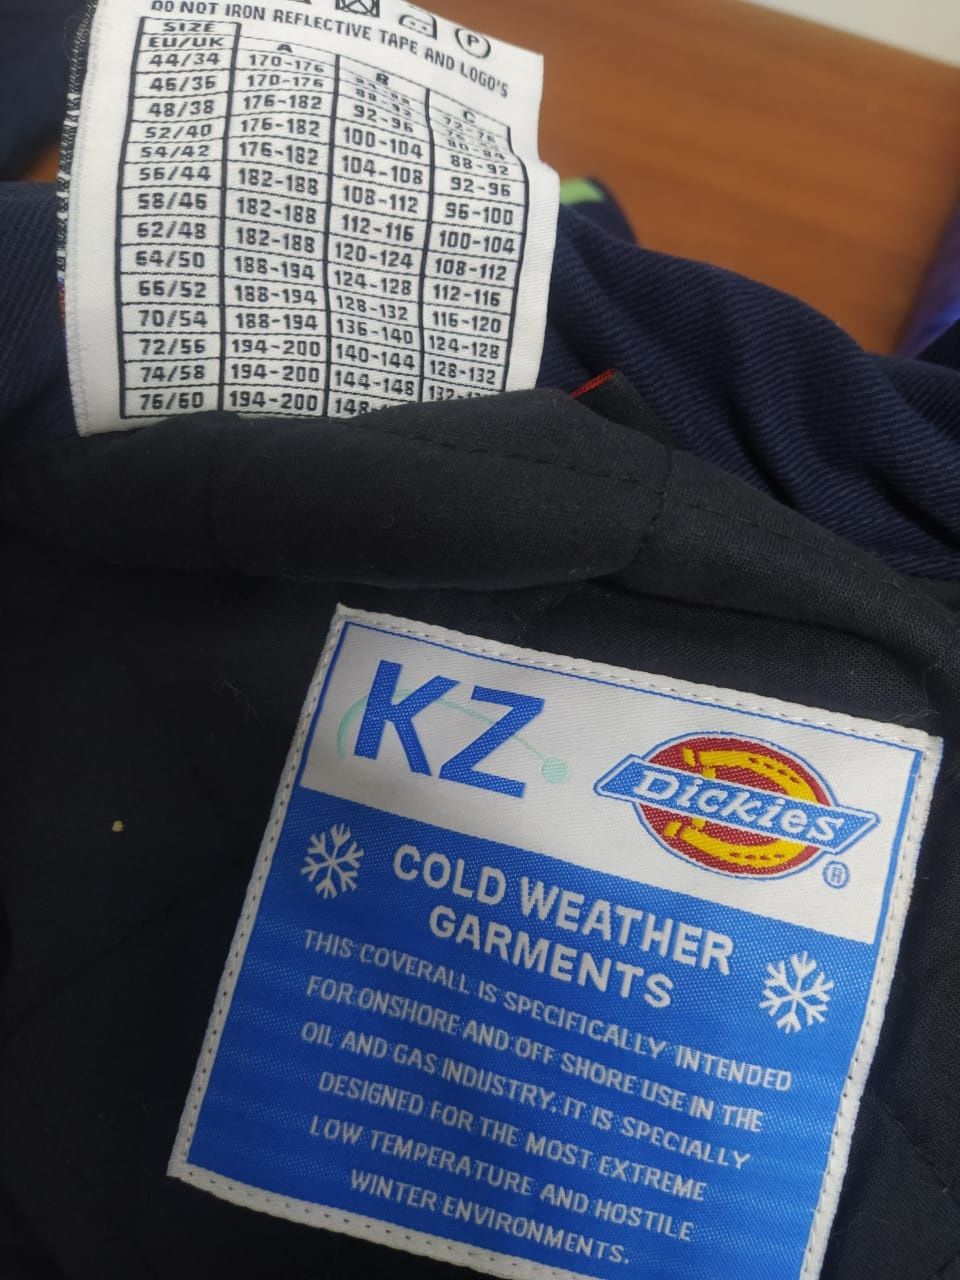 DO NOT IRON REFLECTIVE TAPE AND LOGO'S
P
SIZE
EU/UK A B C
44/34 170-176
46/36 170-176 88-92
48/38 176-182 92-96 80-84
52/40 176-182 100-104 88-92
54/42 176-182 104-108 92-96
56/44 182-188 108-112 96-100
58/46 182-188 112-116 100-104
62/48 182-188 120-124 108-112
64/50 188-194 124-128 112-116
66/52 188-194 128-132 116-120
70/54 188-194 136-140 124-128
72/56 194-200 140-144 128-132
74/58 194-200 144-148
76/60 194-200
KZ Dickies ®
COLD WEATHER
GARMENTS
THIS COVERALL IS SPECIFICALLY INTENDED
FOR ONSHORE AND OFF SHORE USE IN THE
OIL AND GAS INDUSTRY. IT IS SPECIALLY
DESIGNED FOR THE MOST EXTREME
LOW TEMPERATURE AND HOSTILE
WINTER ENVIRONMENTS.